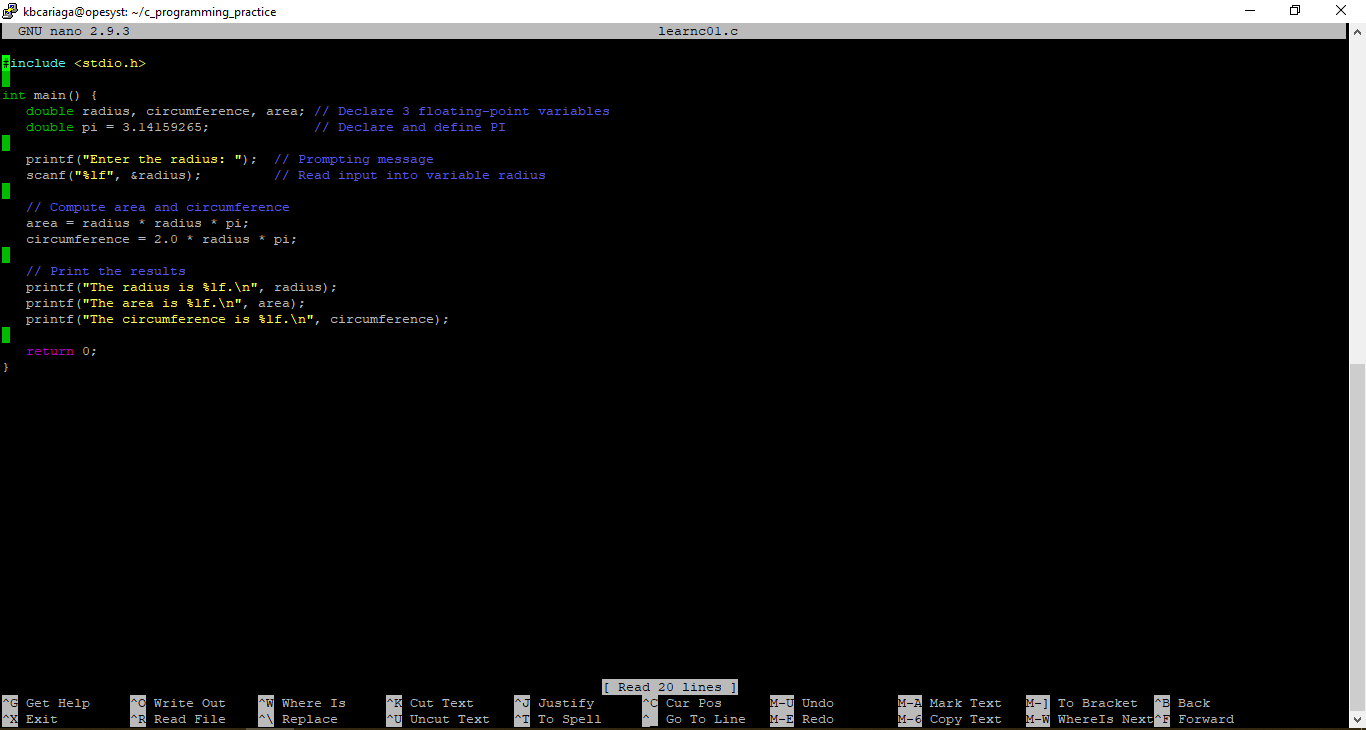 kbcariaga@opesyst: ~/c_programming_practice
GNU nano 2.9.3 learnc01.c
#include <stdio.h>
int main() {
double radius, circumference, area; // Declare 3 floating-point variables
double pi = 3.14159265; // Declare and define PI
printf("Enter the radius: "); // Prompting message
scanf("%lf", &radius); // Read input into variable radius
// Compute area and circumference
area = radius * radius * pi;
circumference = 2.0 * radius * pi;
// Print the results
printf("The radius is %lf.\n", radius);
printf("The area is %lf.\n", area);
printf("The circumference is %lf.\n", circumference);
return 0;
}
[ Read 20 lines ]
^G Get Help ^O Write Out ^W Where Is ^K Cut Text ^J Justify ^C Cur Pos M-U Undo M-A Mark Text M-] To Bracket ^B Back
^X Exit ^R Read File ^\ Replace ^U Uncut Text ^T To Spell ^_ Go To Line M-E Redo M-6 Copy Text M-W WhereIs Next ^F Forward